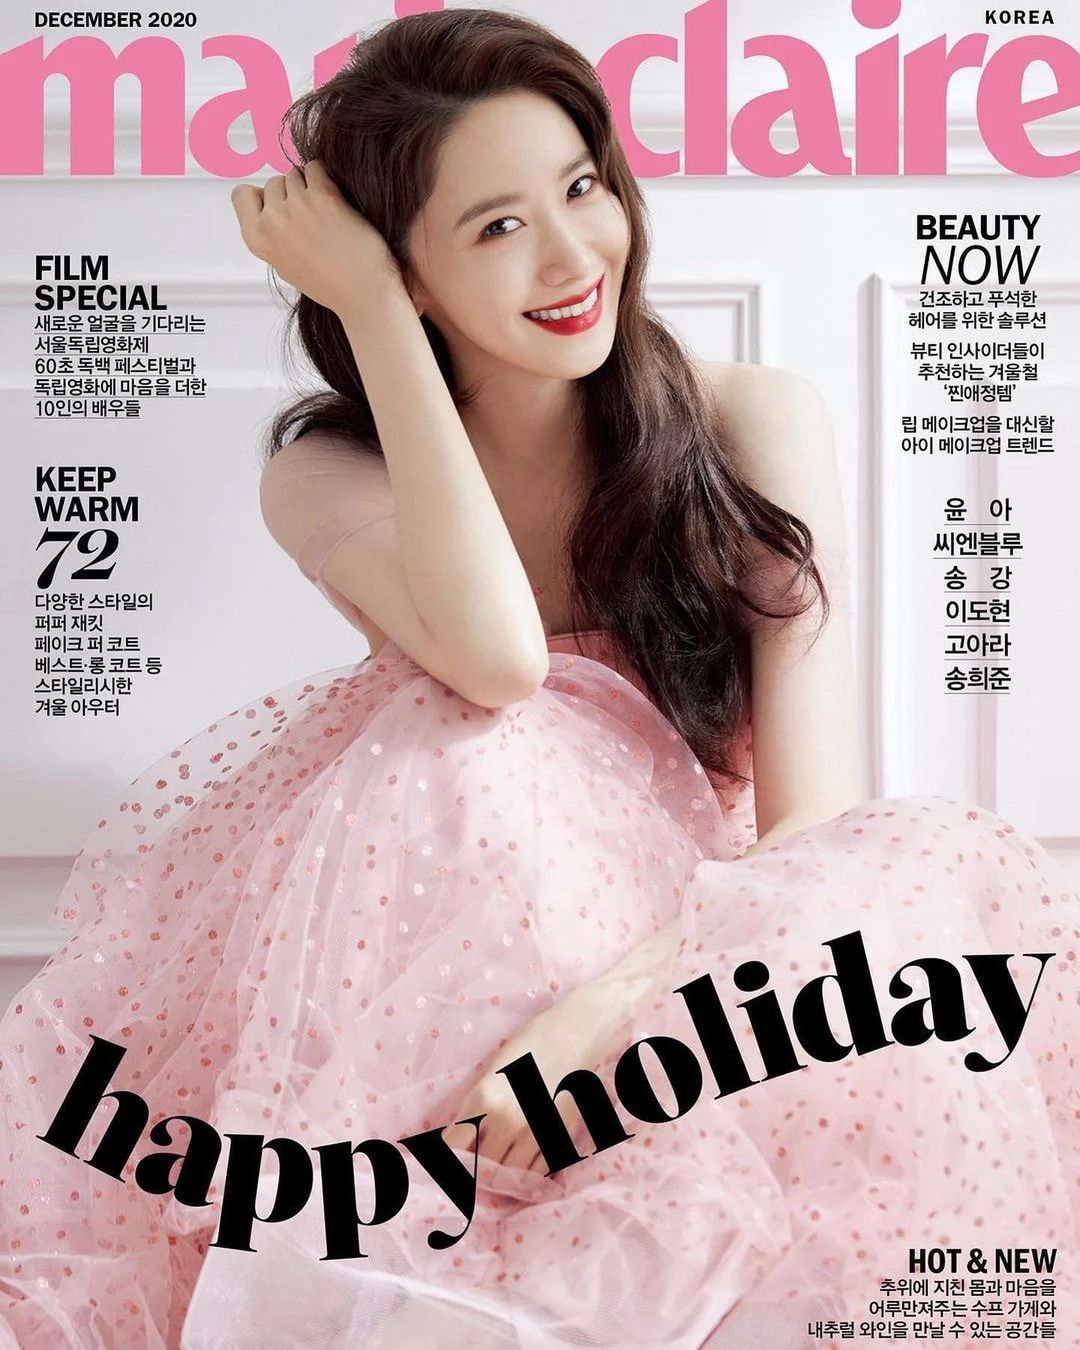 DECEMBER 2020
KOREA
marie claire
FILM
SPECIAL
새로운 얼굴을 기다리는
서울독립영화제
60초 독백 페스티벌과
독립영화에 마음을 더한
10인의 배우들
KEEP
WARM
72
다양한 스타일의
퍼퍼 재킷
페이크 퍼 코트
베스트·롱 코트 등
스타일리시한
겨울 아우터
BEAUTY
NOW
건조하고 푸석한
헤어를 위한 솔루션
뷰티 인사이더들이
추천하는 겨울철
‘찐애정템’
립 메이크업을 대신할
아이 메이크업 트렌드
윤 아
씨엔블루
송 강
이도현
고아라
송희준
happy holiday
HOT & NEW
추위에 지친 몸과 마음을
어루만져주는 수프 가게와
내추럴 와인을 만날 수 있는 공간들